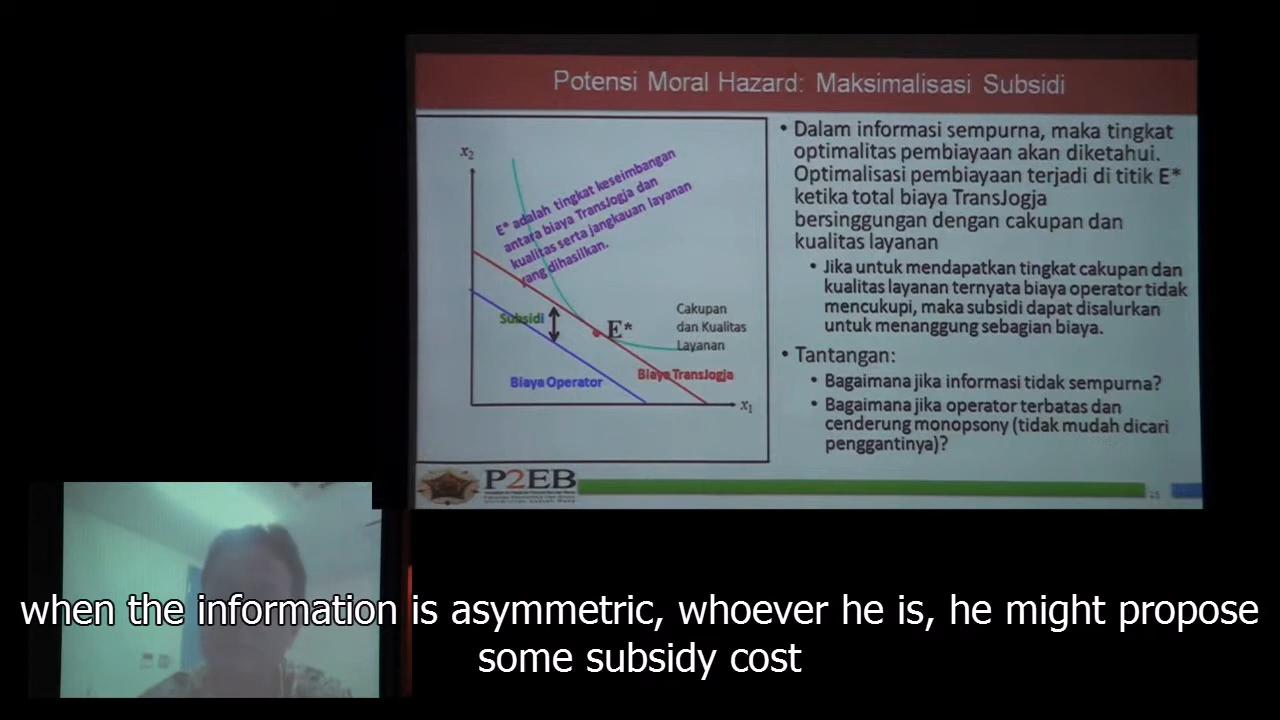 Potensi Moral Hazard: Maksimalisasi Subsidi
x2
E* adalah tingkat keseimbangan
antara biaya TransJogja dan
kualitas serta jangkauan layanan
yang dihasilkan.
Subsidi
E*
Cakupan
dan Kualitas
Layanan
Biaya Operator
Biaya TransJogja
x1
• Dalam informasi sempurna, maka tingkat
optimalitas pembiayaan akan diketahui.
Optimalisasi pembiayaan terjadi di titik E*
ketika total biaya TransJogja
bersinggungan dengan cakupan dan
kualitas layanan
• Jika untuk mendapatkan tingkat cakupan dan
kualitas layanan ternyata biaya operator tidak
mencukupi, maka subsidi dapat disalurkan
untuk menanggung sebagian biaya.
• Tantangan:
• Bagaimana jika informasi tidak sempurna?
• Bagaimana jika operator terbatas dan
cenderung monopsony (tidak mudah dicari
penggantinya)?
P2EB
when the information is asymmetric, whoever he is, he might propose
some subsidy cost